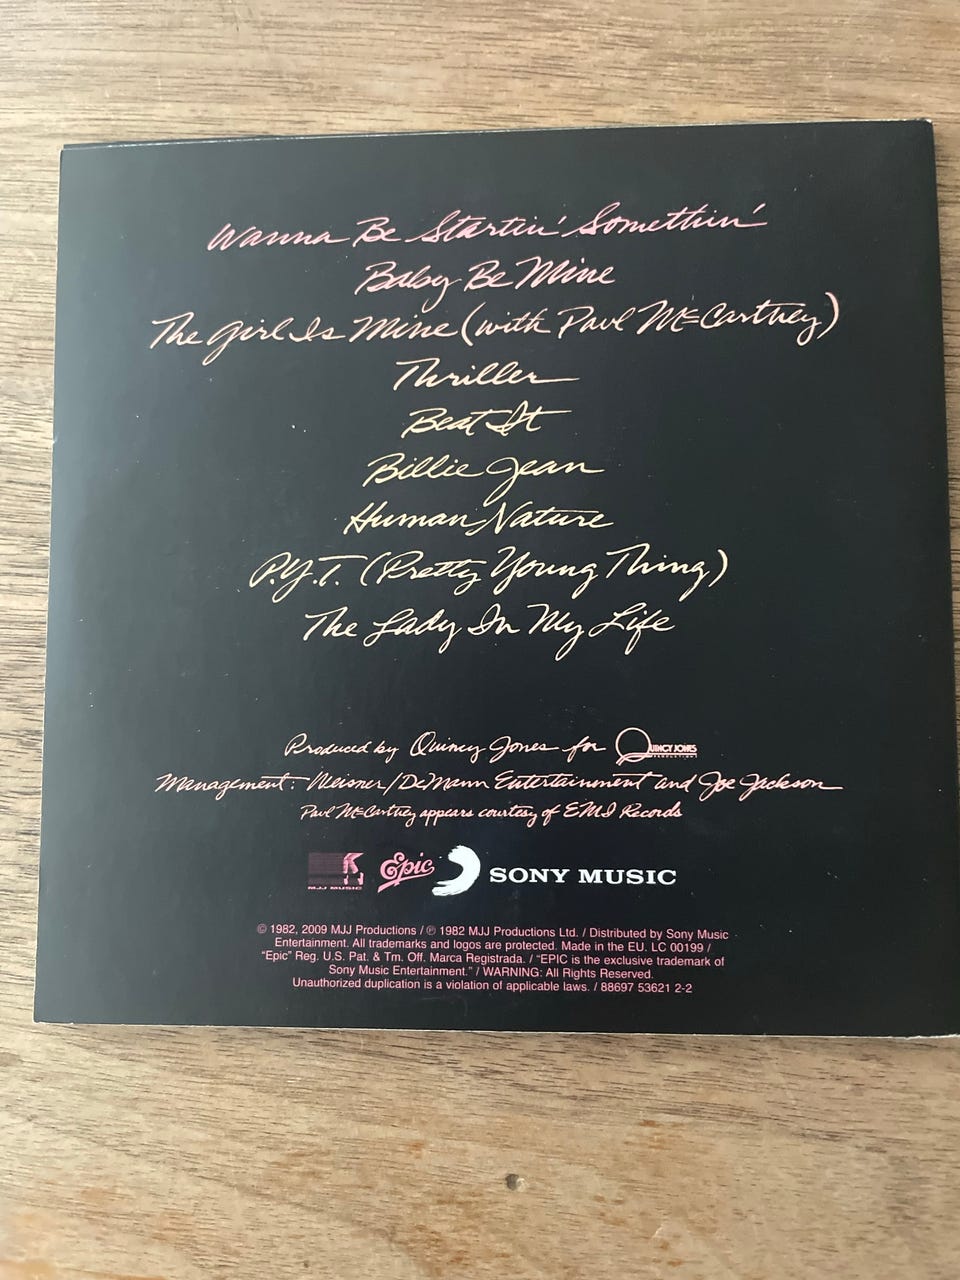 Wanna Be Startin' Somethin'
Baby Be Mine
The Girl Is Mine (with Paul McCartney)
Thriller
Beat It
Billie Jean
Human Nature
P.Y.T. (Pretty Young Thing)
The Lady In My Life
Produced by Quincy Jones for QUINCY JONES PRODUCTIONS
Management: Weisner/DeMann Entertainment and Joe Jackson
Paul McCartney appears courtesy of EMI Records
MJJ MUSIC Epic SONY MUSIC
© 1982, 2009 MJJ Productions / ℗ 1982 MJJ Productions Ltd. / Distributed by Sony Music
Entertainment. All trademarks and logos are protected. Made in the EU. LC 00199 /
“Epic” Reg. U.S. Pat. & Tm. Off. Marca Registrada. / “EPIC is the exclusive trademark of
Sony Music Entertainment.” / WARNING: All Rights Reserved.
Unauthorized duplication is a violation of applicable laws. / 88697 53621 2-2